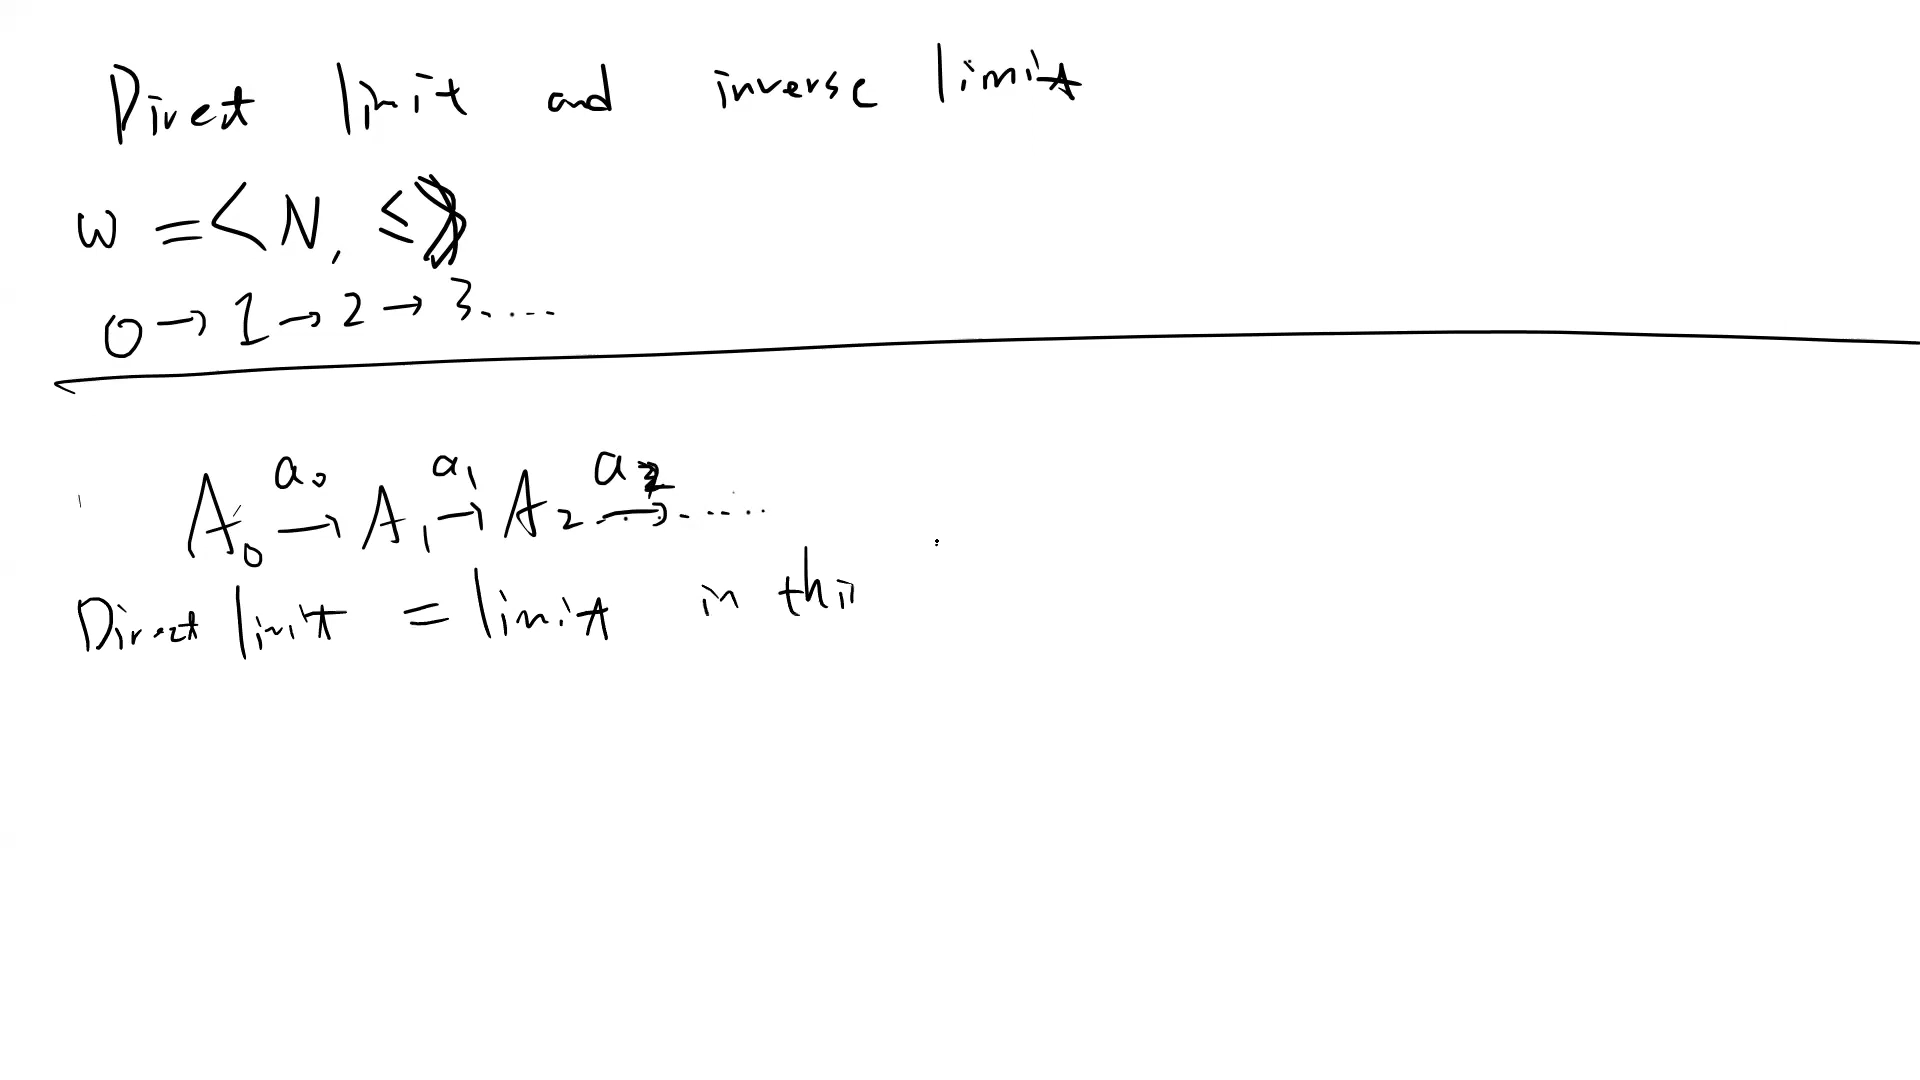 Direct limit and inverse limit
ω = <N, ≤>
0 → 1 → 2 → 3.....
a₀ a₁ a₂
A₀ → A₁ → A₂ → .....
Direct limit = limit in thi